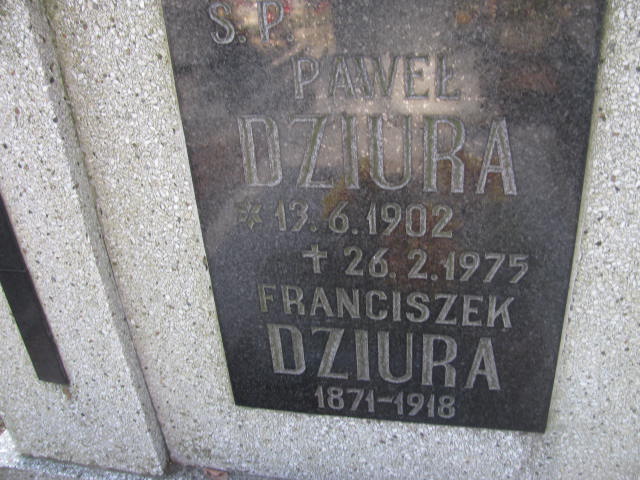 Ś.P.
PAWEŁ
DZIURA
* 13.6.1902
+ 26.2.1975
FRANCISZEK
DZIURA
1871-1918